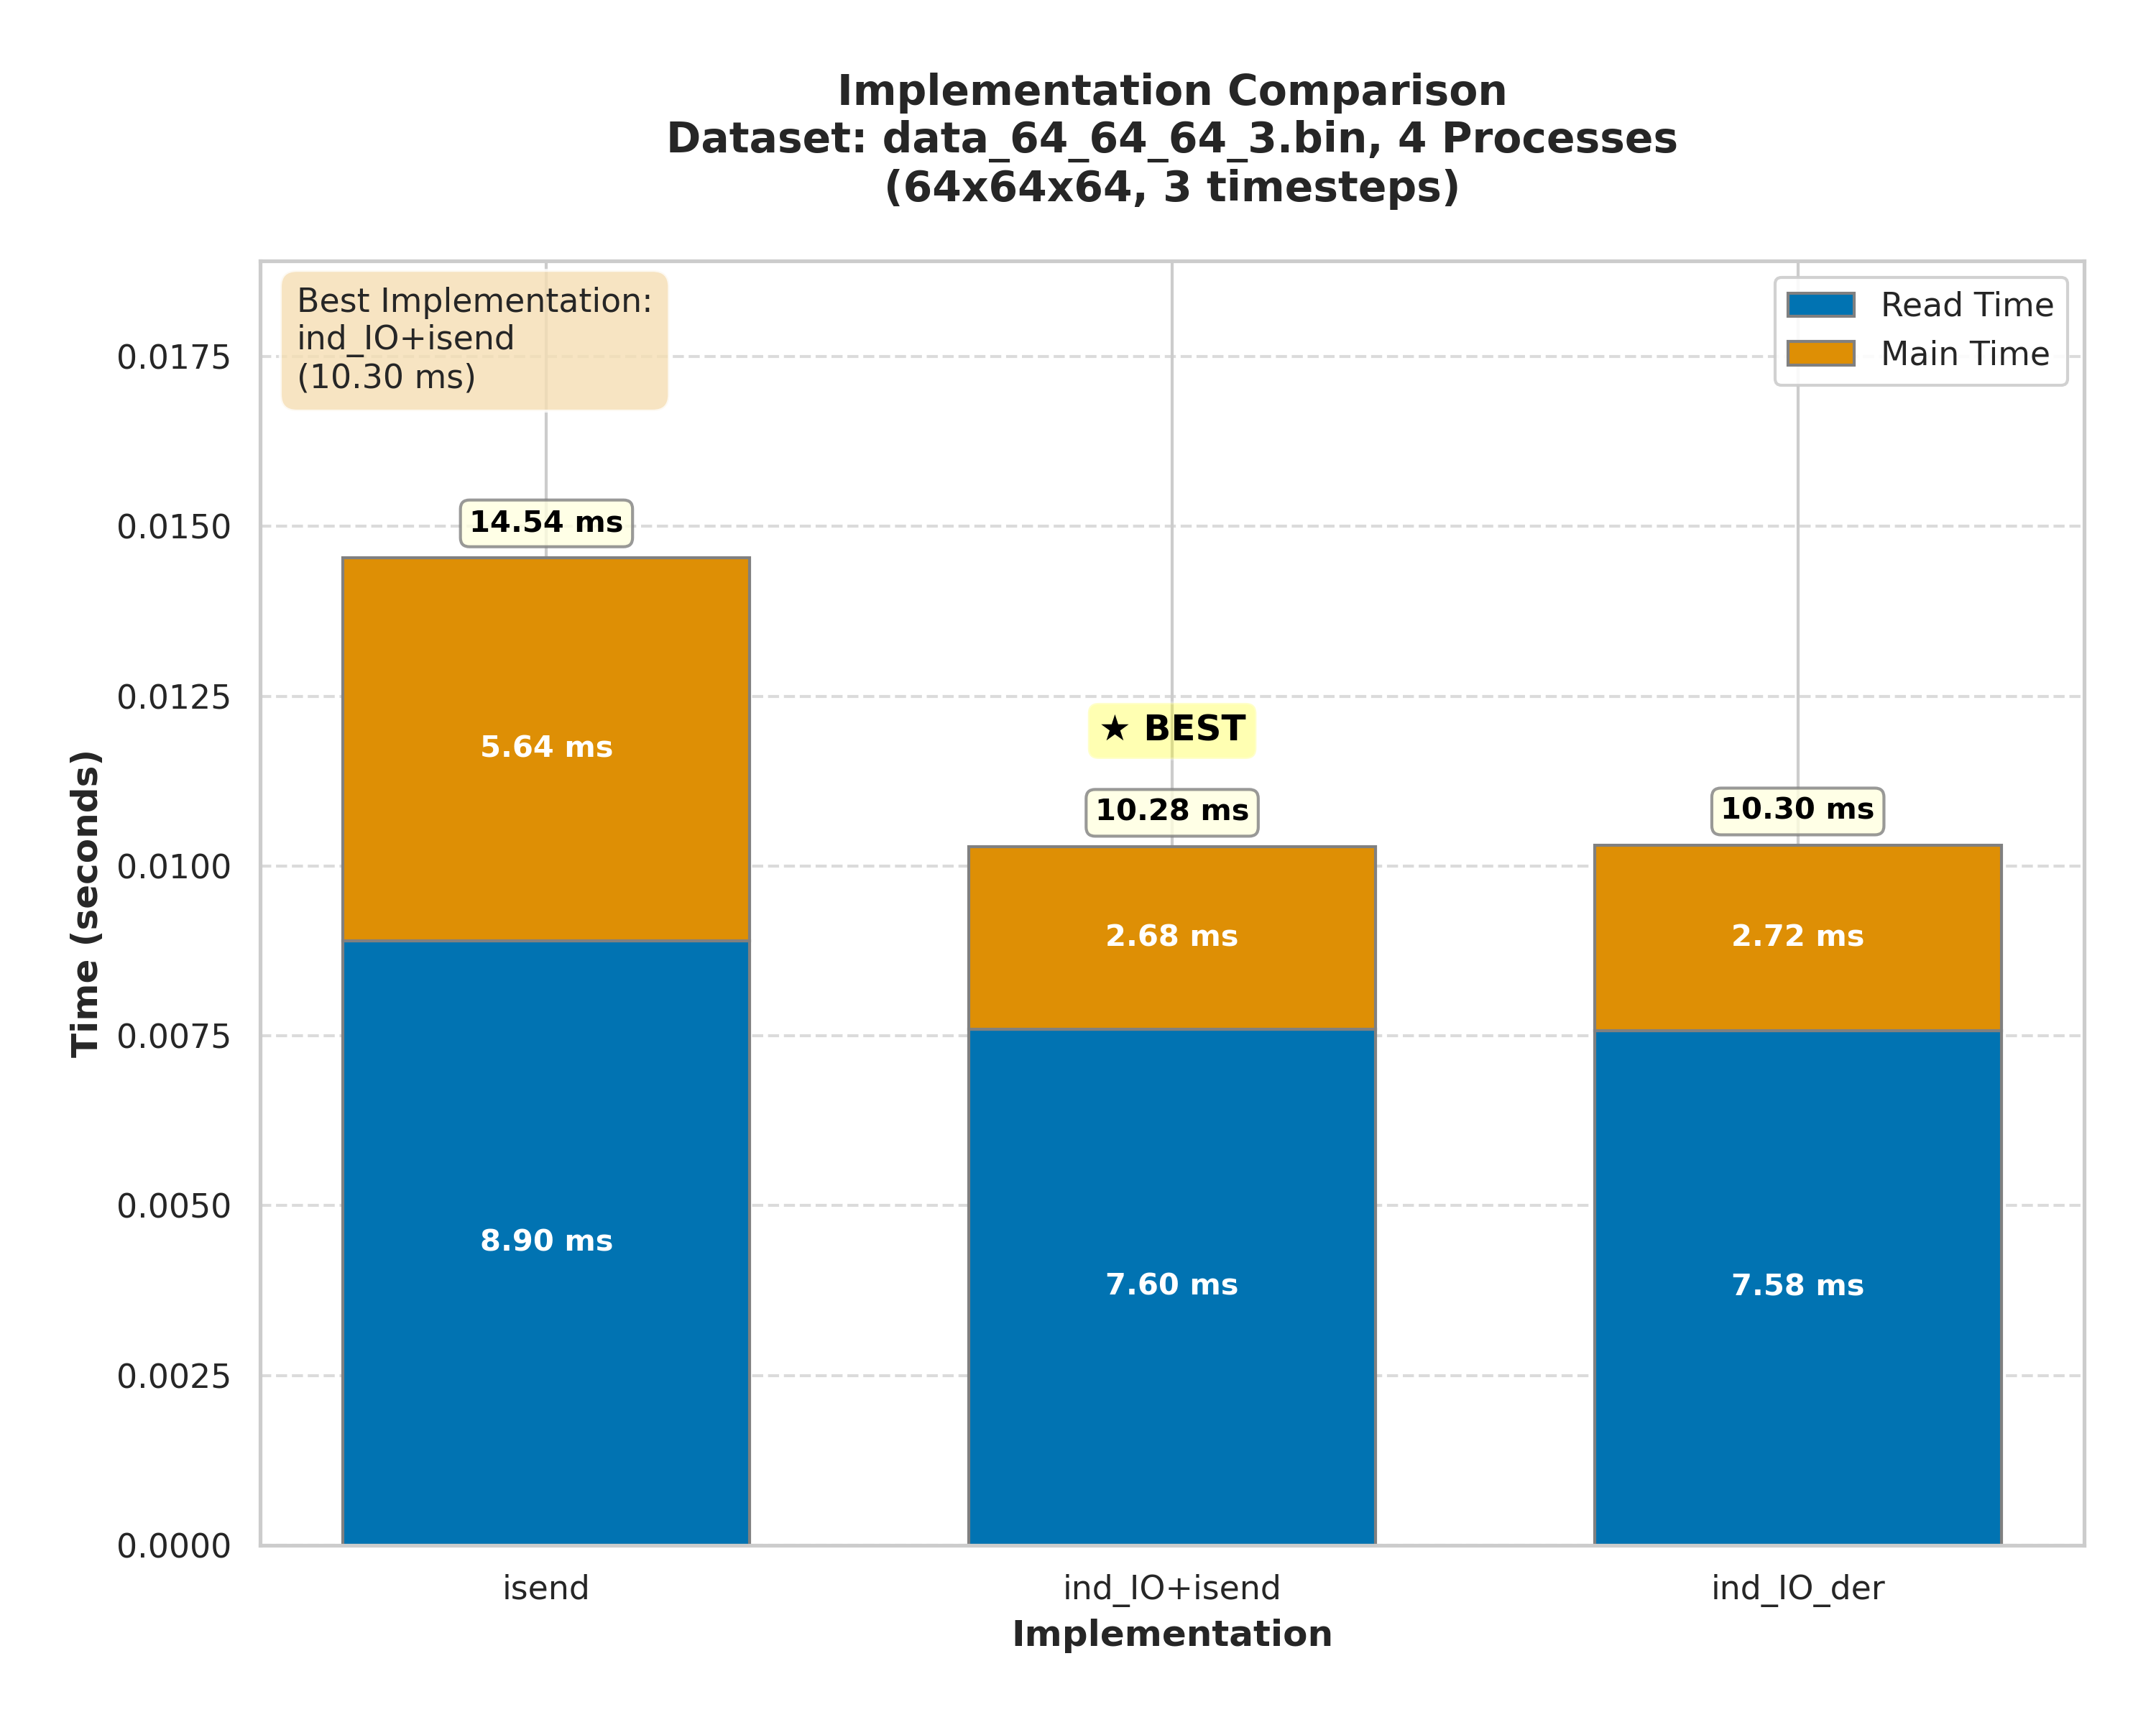 Implementation Comparison
Dataset: data_64_64_64_3.bin, 4 Processes
(64x64x64, 3 timesteps)
Best Implementation:
ind_IO+isend
(10.30 ms)
Read Time
Main Time
0.0175
0.0150
0.0125
0.0100
0.0075
0.0050
0.0025
0.0000
Time (seconds)
14.54 ms
5.64 ms
8.90 ms
★ BEST
10.28 ms
2.68 ms
7.60 ms
10.30 ms
2.72 ms
7.58 ms
isend
ind_IO+isend
ind_IO_der
Implementation